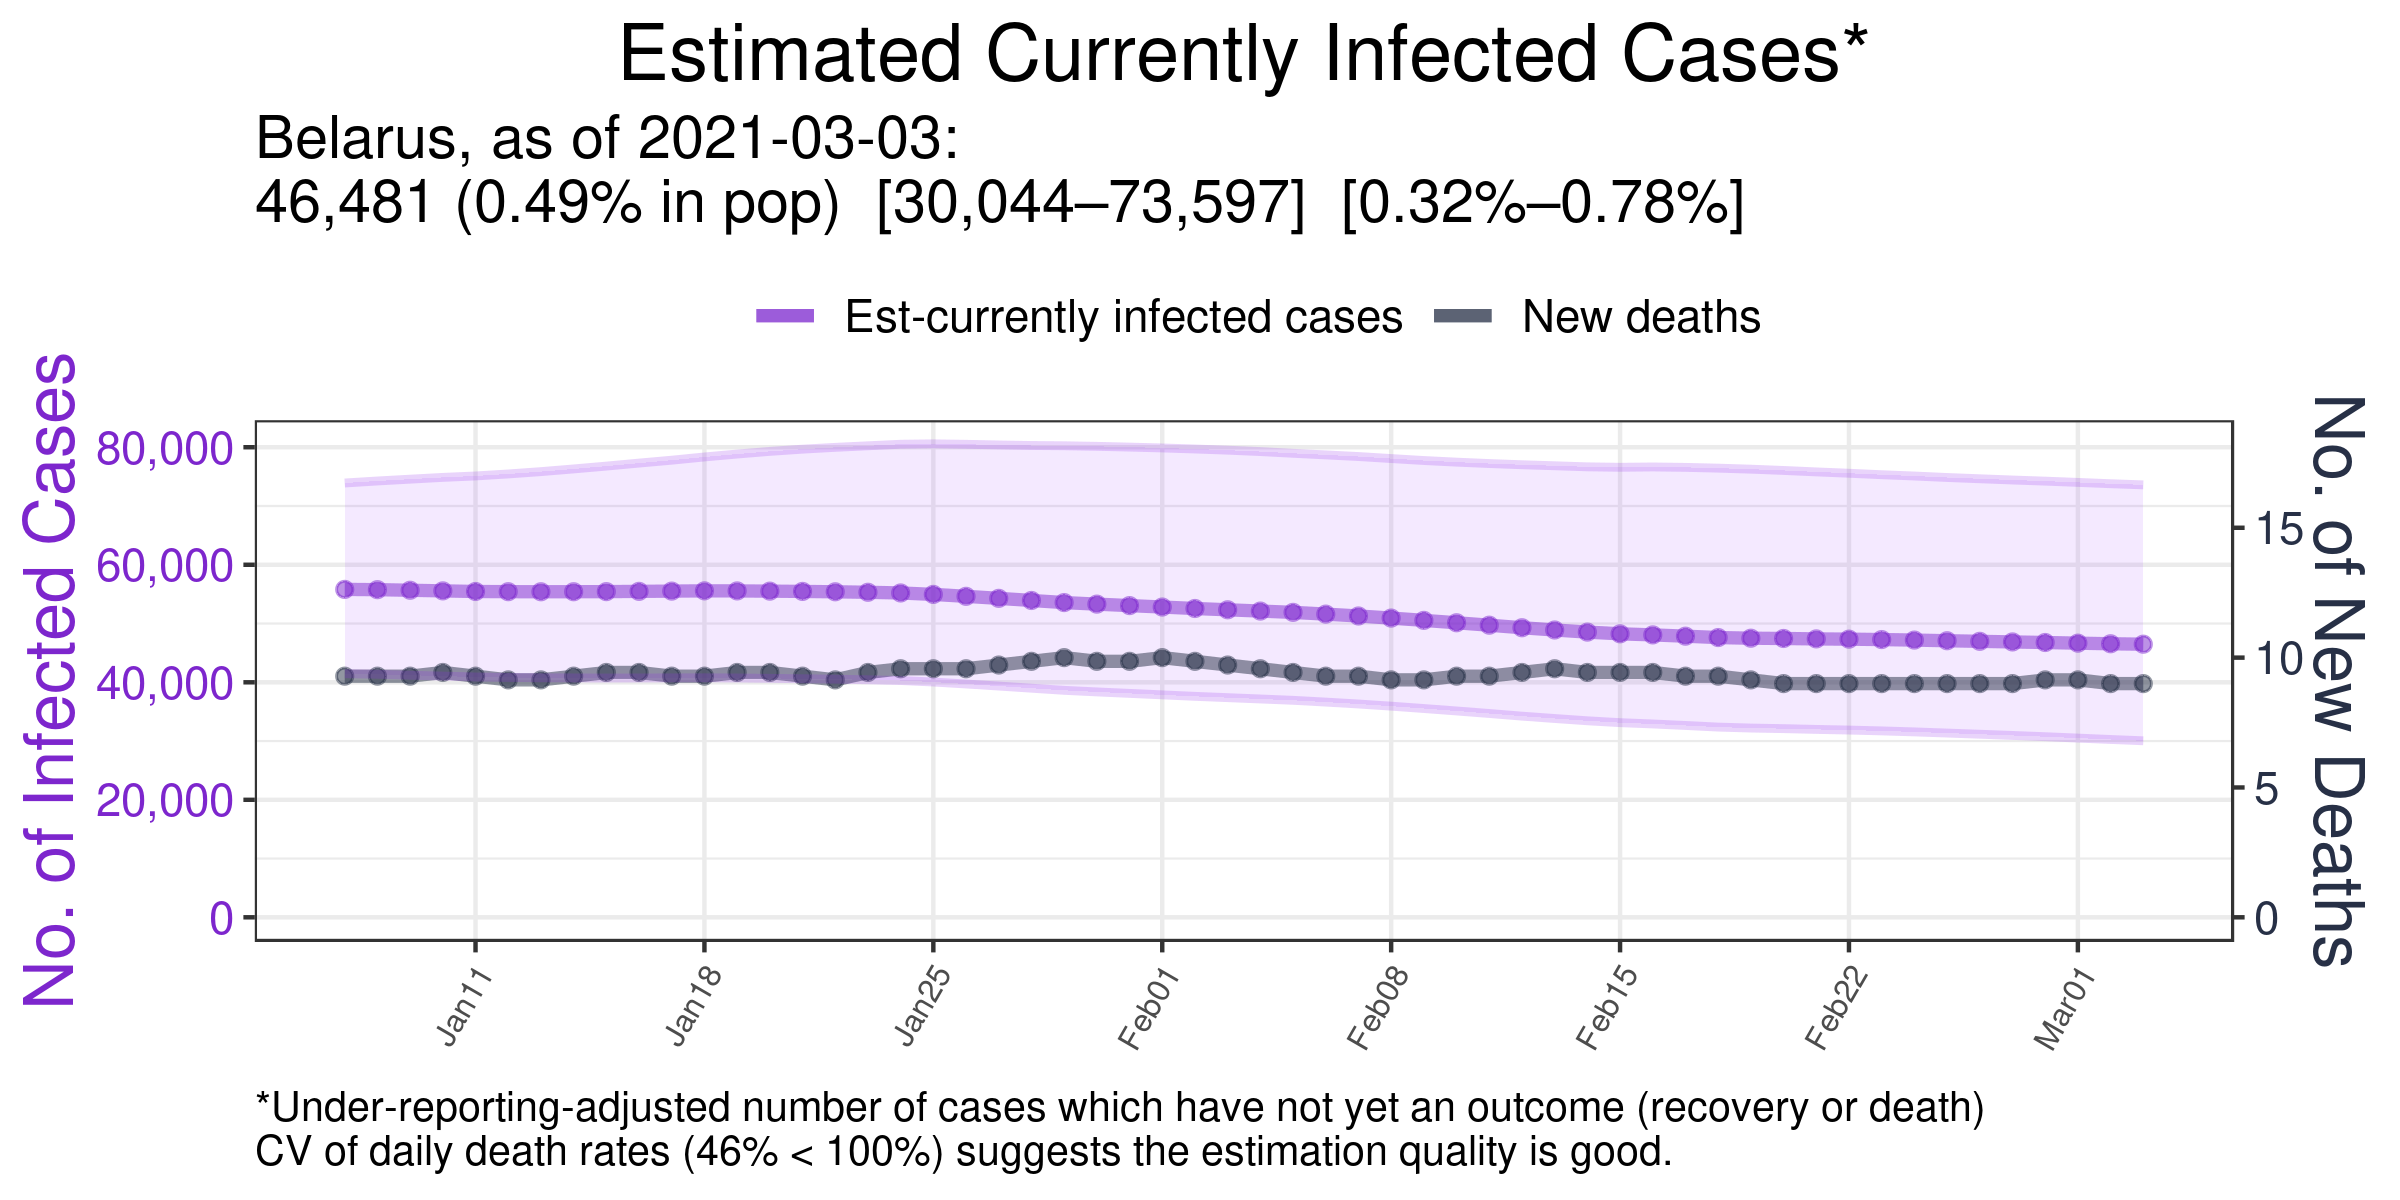 Estimated Currently Infected Cases*
Belarus, as of 2021-03-03:
46,481 (0.49% in pop)  [30,044–73,597]  [0.32%–0.78%]
Est-currently infected cases
New deaths
No. of Infected Cases
80,000
60,000
40,000
20,000
0
No. of New Deaths
15
10
5
0
Jan11
Jan18
Jan25
Feb01
Feb08
Feb15
Feb22
Mar01
*Under-reporting-adjusted number of cases which have not yet an outcome (recovery or death)
CV of daily death rates (46% < 100%) suggests the estimation quality is good.